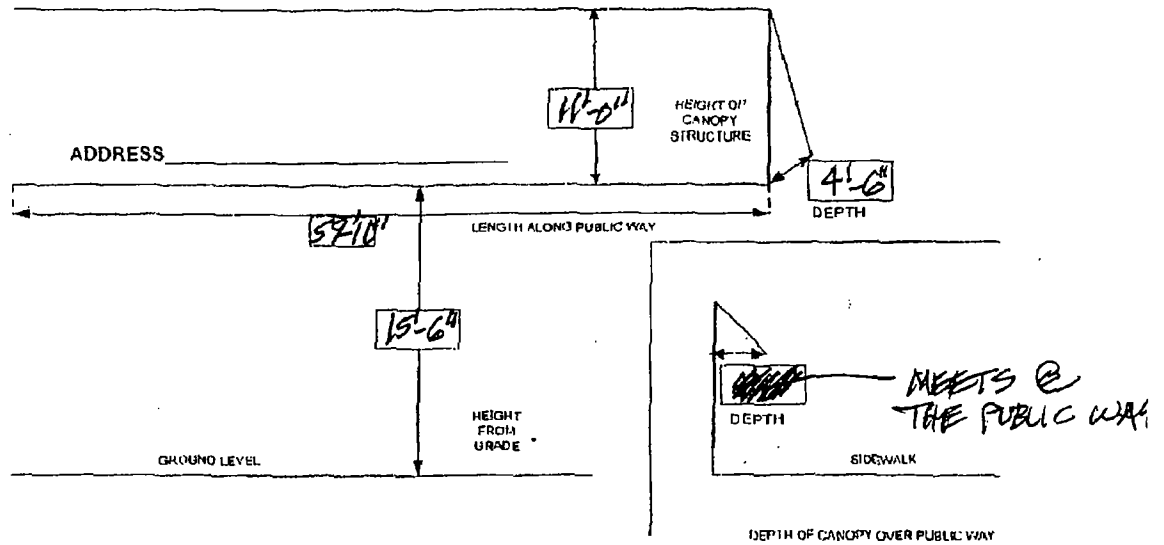 11'-0"
HEIGHT OF
CANOPY
STRUCTURE
ADDRESS
4'-6"
DEPTH
59'-10"
LENGTH ALONG PUBLIC WAY
15'-6"
HEIGHT
FROM
GRADE
GROUND LEVEL
DEPTH
MEETS @
THE PUBLIC WAY
SIDEWALK
DEPTH OF CANOPY OVER PUBLIC WAY